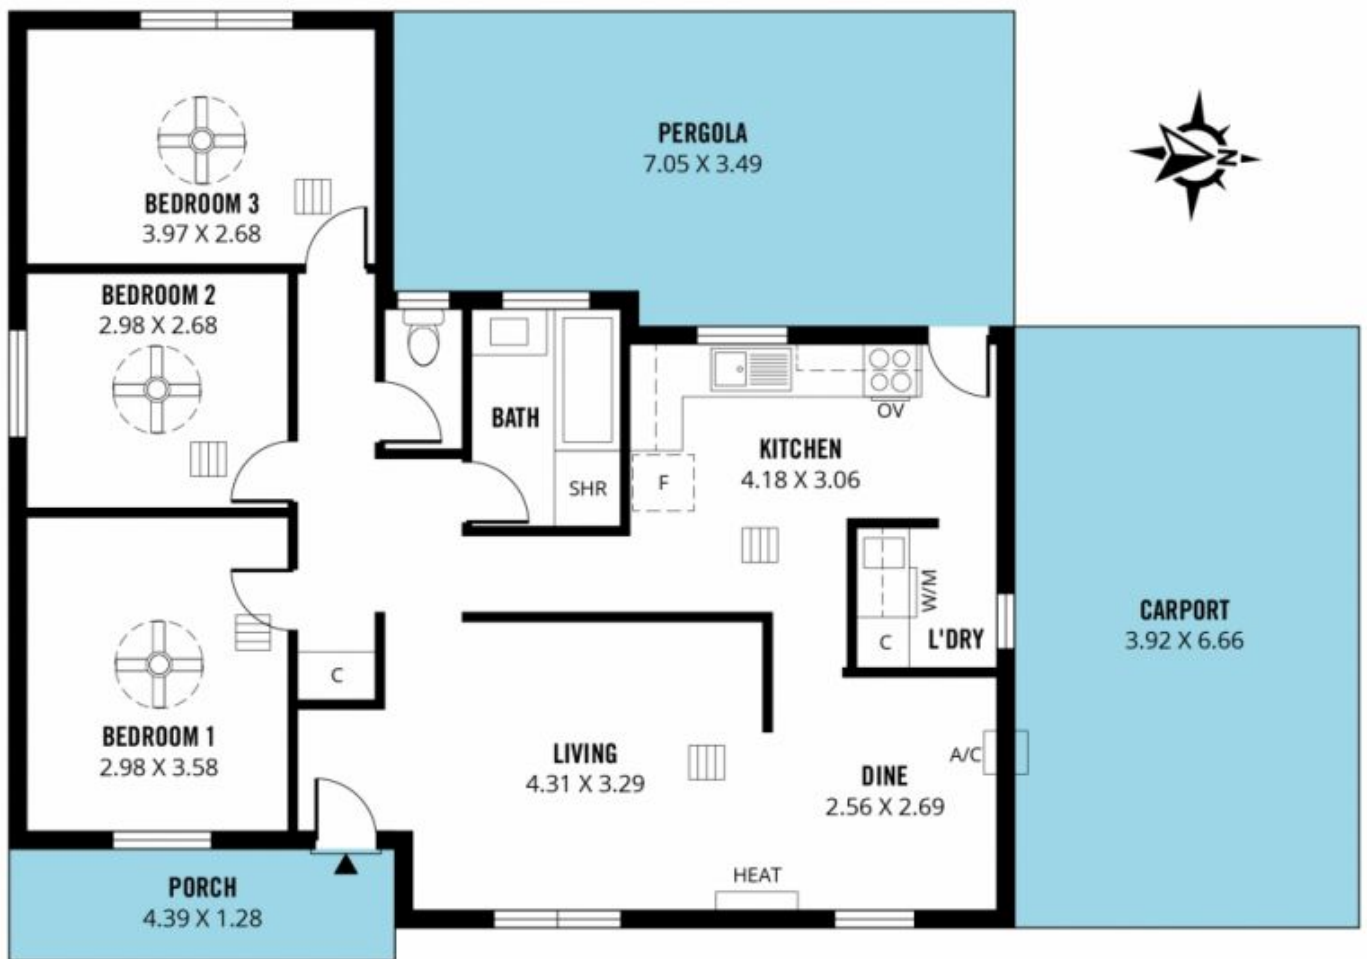 PERGOLA
7.05 X 3.49
N
BEDROOM 3
3.97 X 2.68
BEDROOM 2
2.98 X 2.68
BATH
SHR
F
OV
KITCHEN
4.18 X 3.06
W/M
C
L'DRY
CARPORT
3.92 X 6.66
C
BEDROOM 1
2.98 X 3.58
LIVING
4.31 X 3.29
A/C
DINE
2.56 X 2.69
HEAT
PORCH
4.39 X 1.28